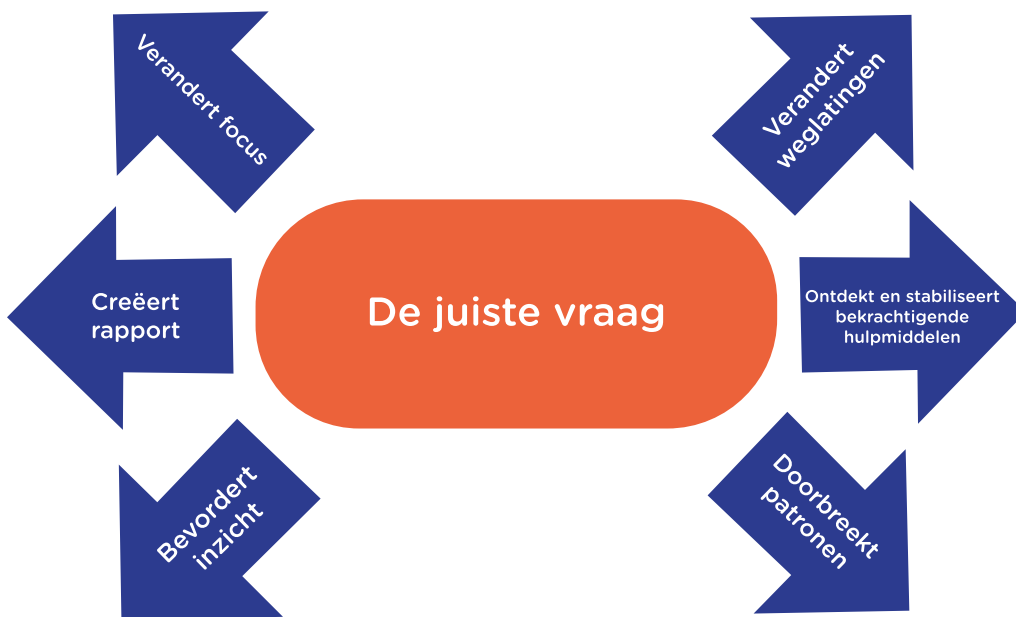 Verandert focus
Verandert
weglatingen
Creëert
rapport
De juiste vraag
Ontdekt en stabiliseert
bekrachtigende
hulpmiddelen
Bevordert
inzicht
Doorbreekt
patronen